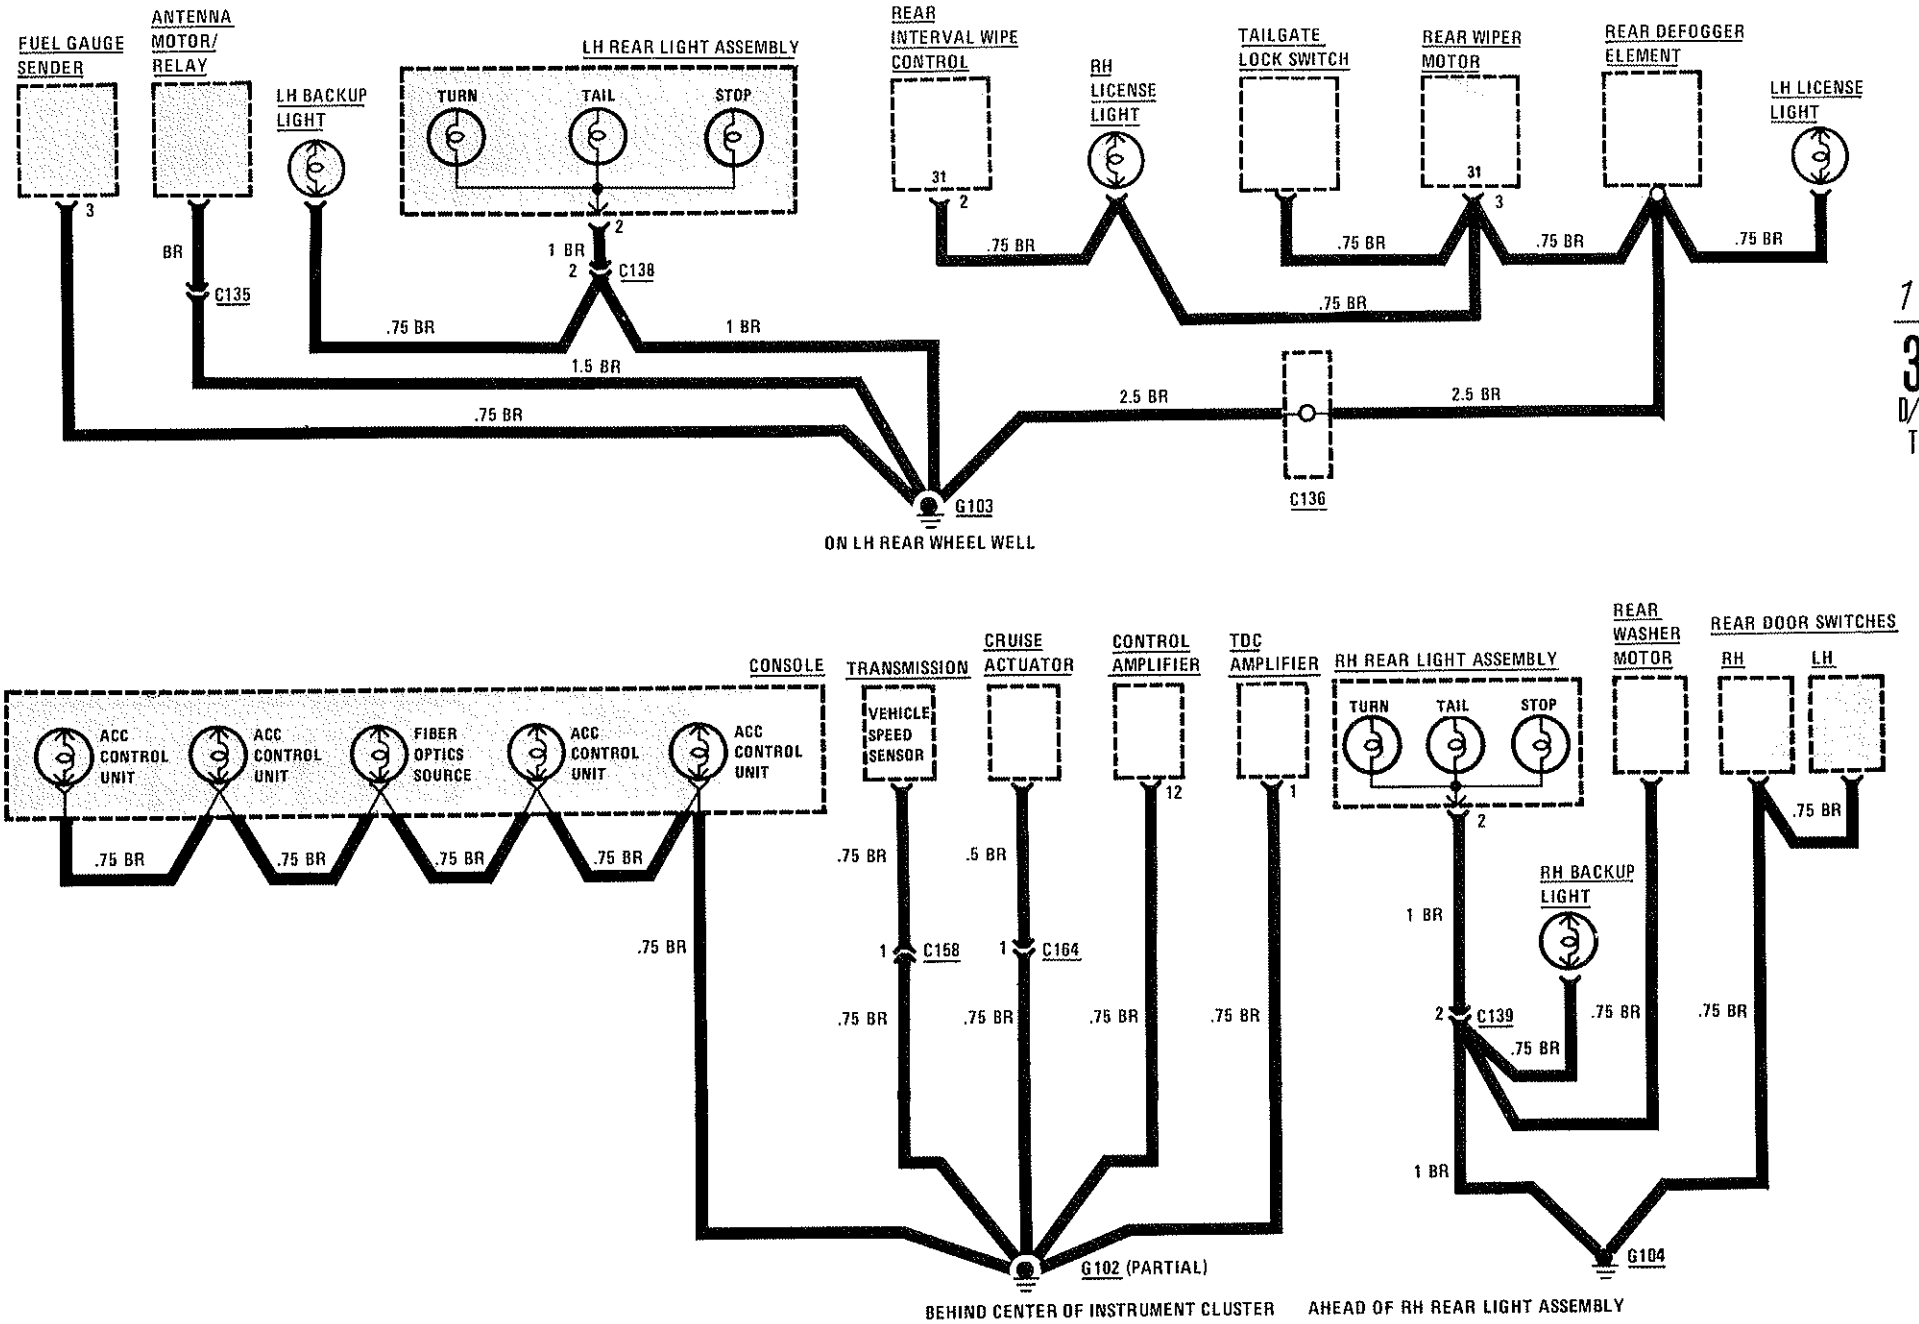 FUEL GAUGE
SENDER
3
ANTENNA
MOTOR/
RELAY
BR
C135
LH BACKUP
LIGHT
LH REAR LIGHT ASSEMBLY
TURN
TAIL
STOP
2
1 BR
2
C138
.75 BR
1 BR
1.5 BR
.75 BR
REAR
INTERVAL WIPE
CONTROL
31
2
RH
LICENSE
LIGHT
.75 BR
TAILGATE
LOCK SWITCH
REAR WIPER
MOTOR
31
3
REAR DEFOGGER
ELEMENT
LH LICENSE
LIGHT
.75 BR
.75 BR
.75 BR
.75 BR
2.5 BR
2.5 BR
C136
G103
ON LH REAR WHEEL WELL
1
3
D/
T
CONSOLE
ACC
CONTROL
UNIT
ACC
CONTROL
UNIT
FIBER
OPTICS
SOURCE
ACC
CONTROL
UNIT
ACC
CONTROL
UNIT
.75 BR
.75 BR
.75 BR
.75 BR
.75 BR
TRANSMISSION
VEHICLE
SPEED
SENSOR
.75 BR
1
C158
.75 BR
CRUISE
ACTUATOR
.5 BR
1
C164
.75 BR
CONTROL
AMPLIFIER
12
.75 BR
TDC
AMPLIFIER
1
.75 BR
G102 (PARTIAL)
BEHIND CENTER OF INSTRUMENT CLUSTER
RH REAR LIGHT ASSEMBLY
TURN
TAIL
STOP
2
1 BR
2
C139
RH BACKUP
LIGHT
.75 BR
REAR
WASHER
MOTOR
.75 BR
REAR DOOR SWITCHES
RH
LH
.75 BR
.75 BR
1 BR
G104
AHEAD OF RH REAR LIGHT ASSEMBLY